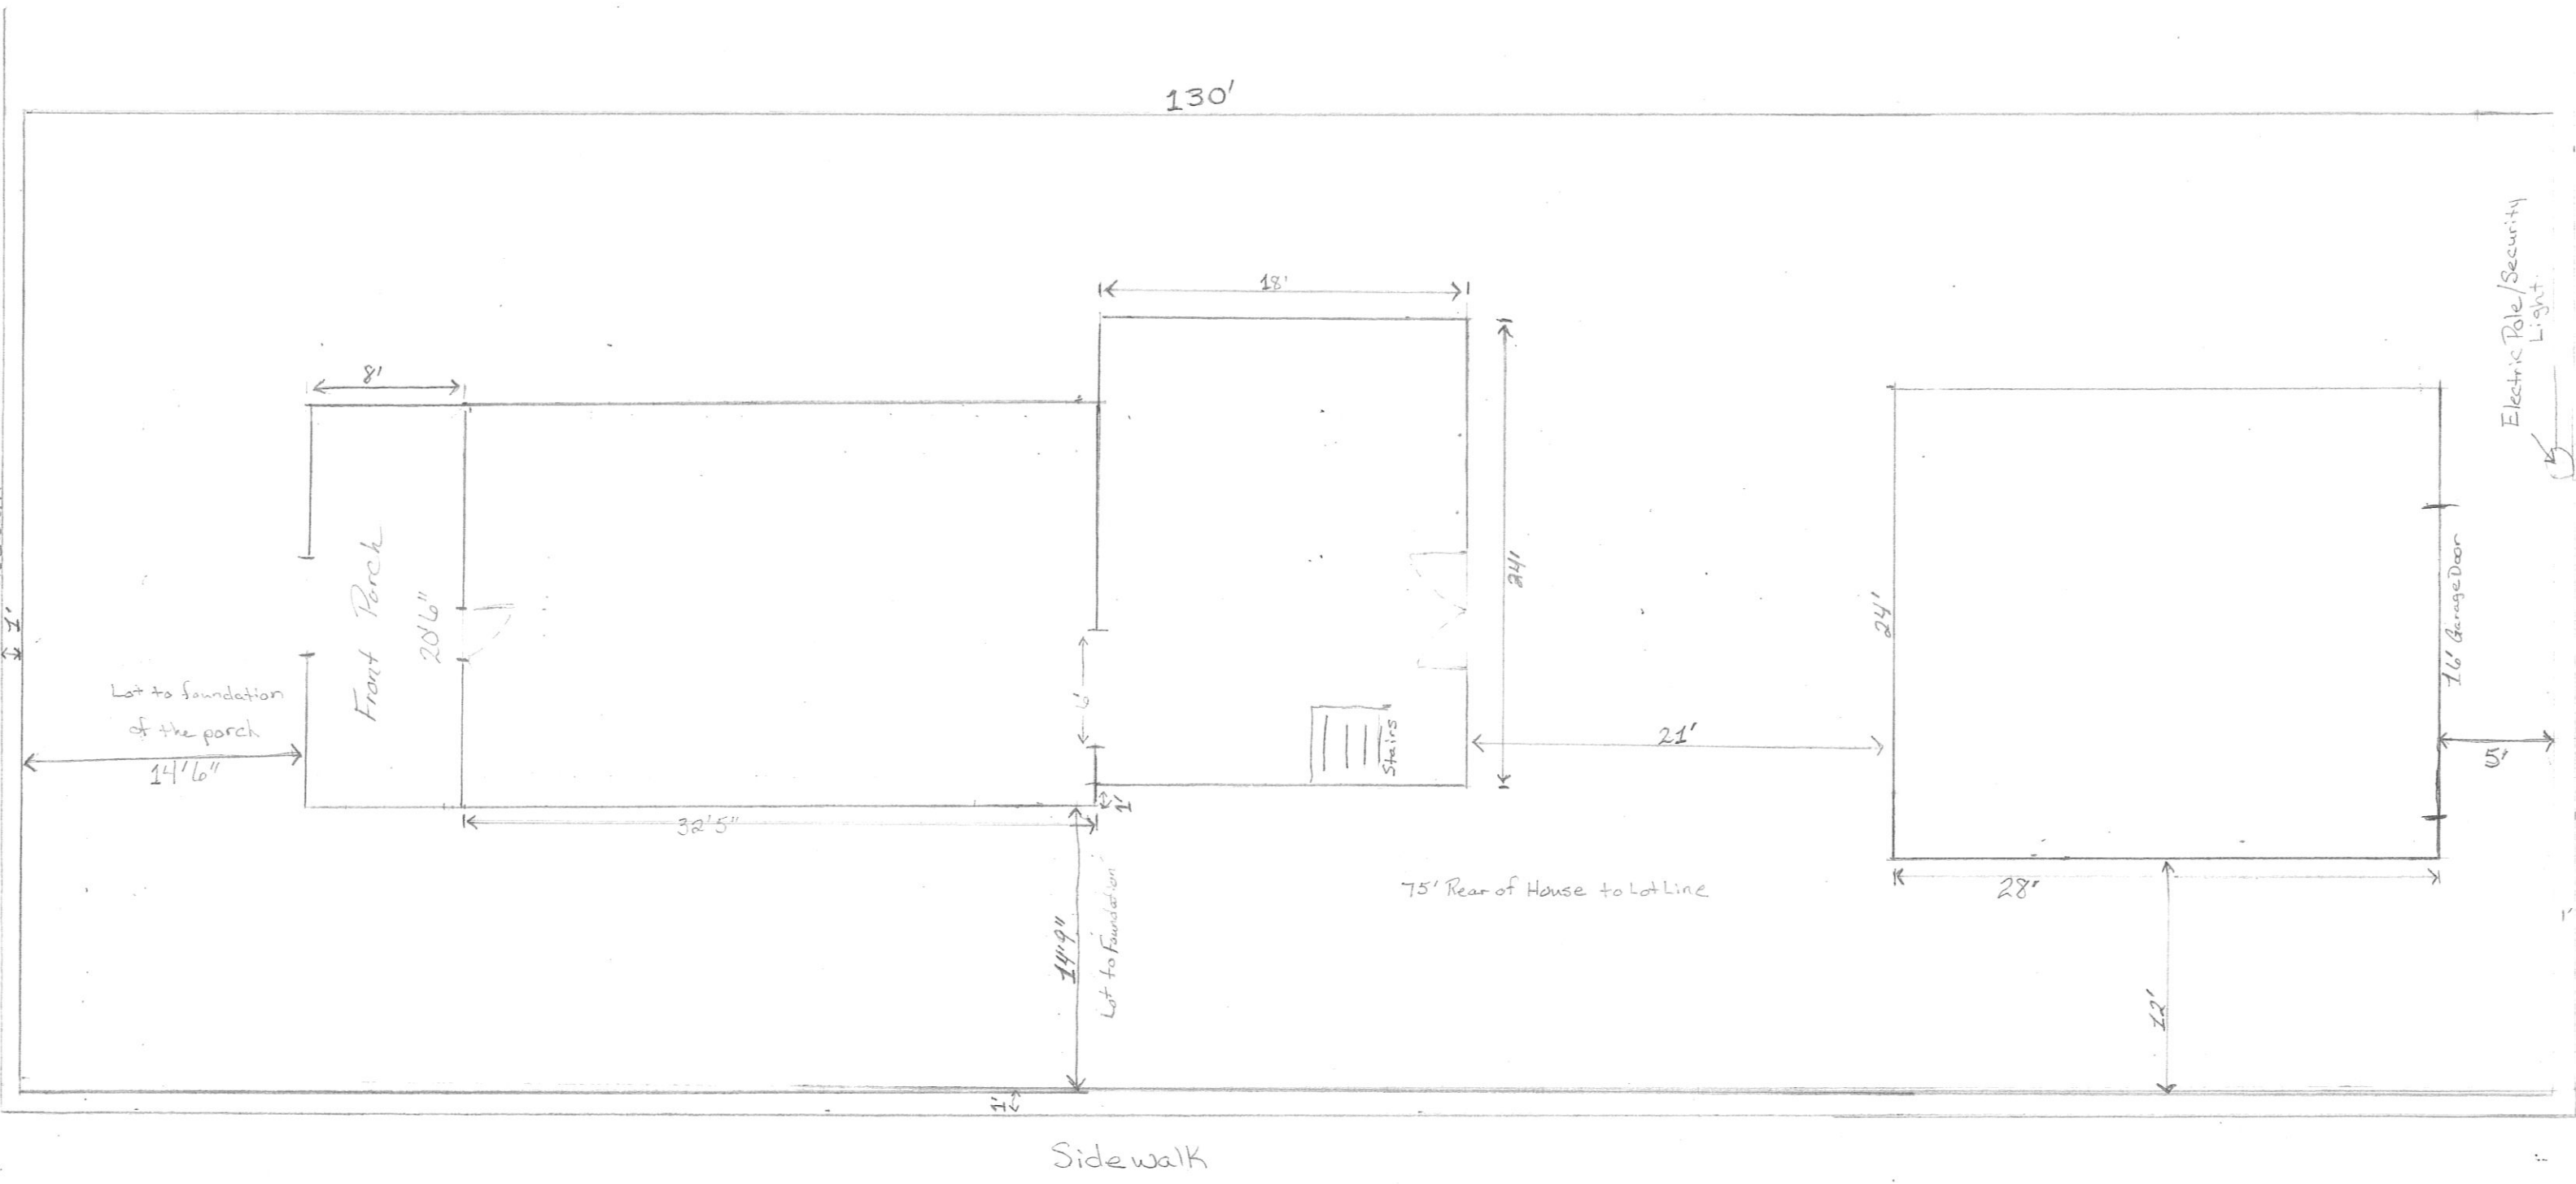 130'
18'
8'
Electric Pole/Security
Light
24'
Front Porch
20'6"
1'
Lot to foundation
of the porch
14'6"
6'
Stairs
21'
24'
16' Garage Door
5'
32'5"
1'
75' Rear of House to Lot Line
28'
14'9"
Lot to Foundation
12'
1'
1'
Sidewalk